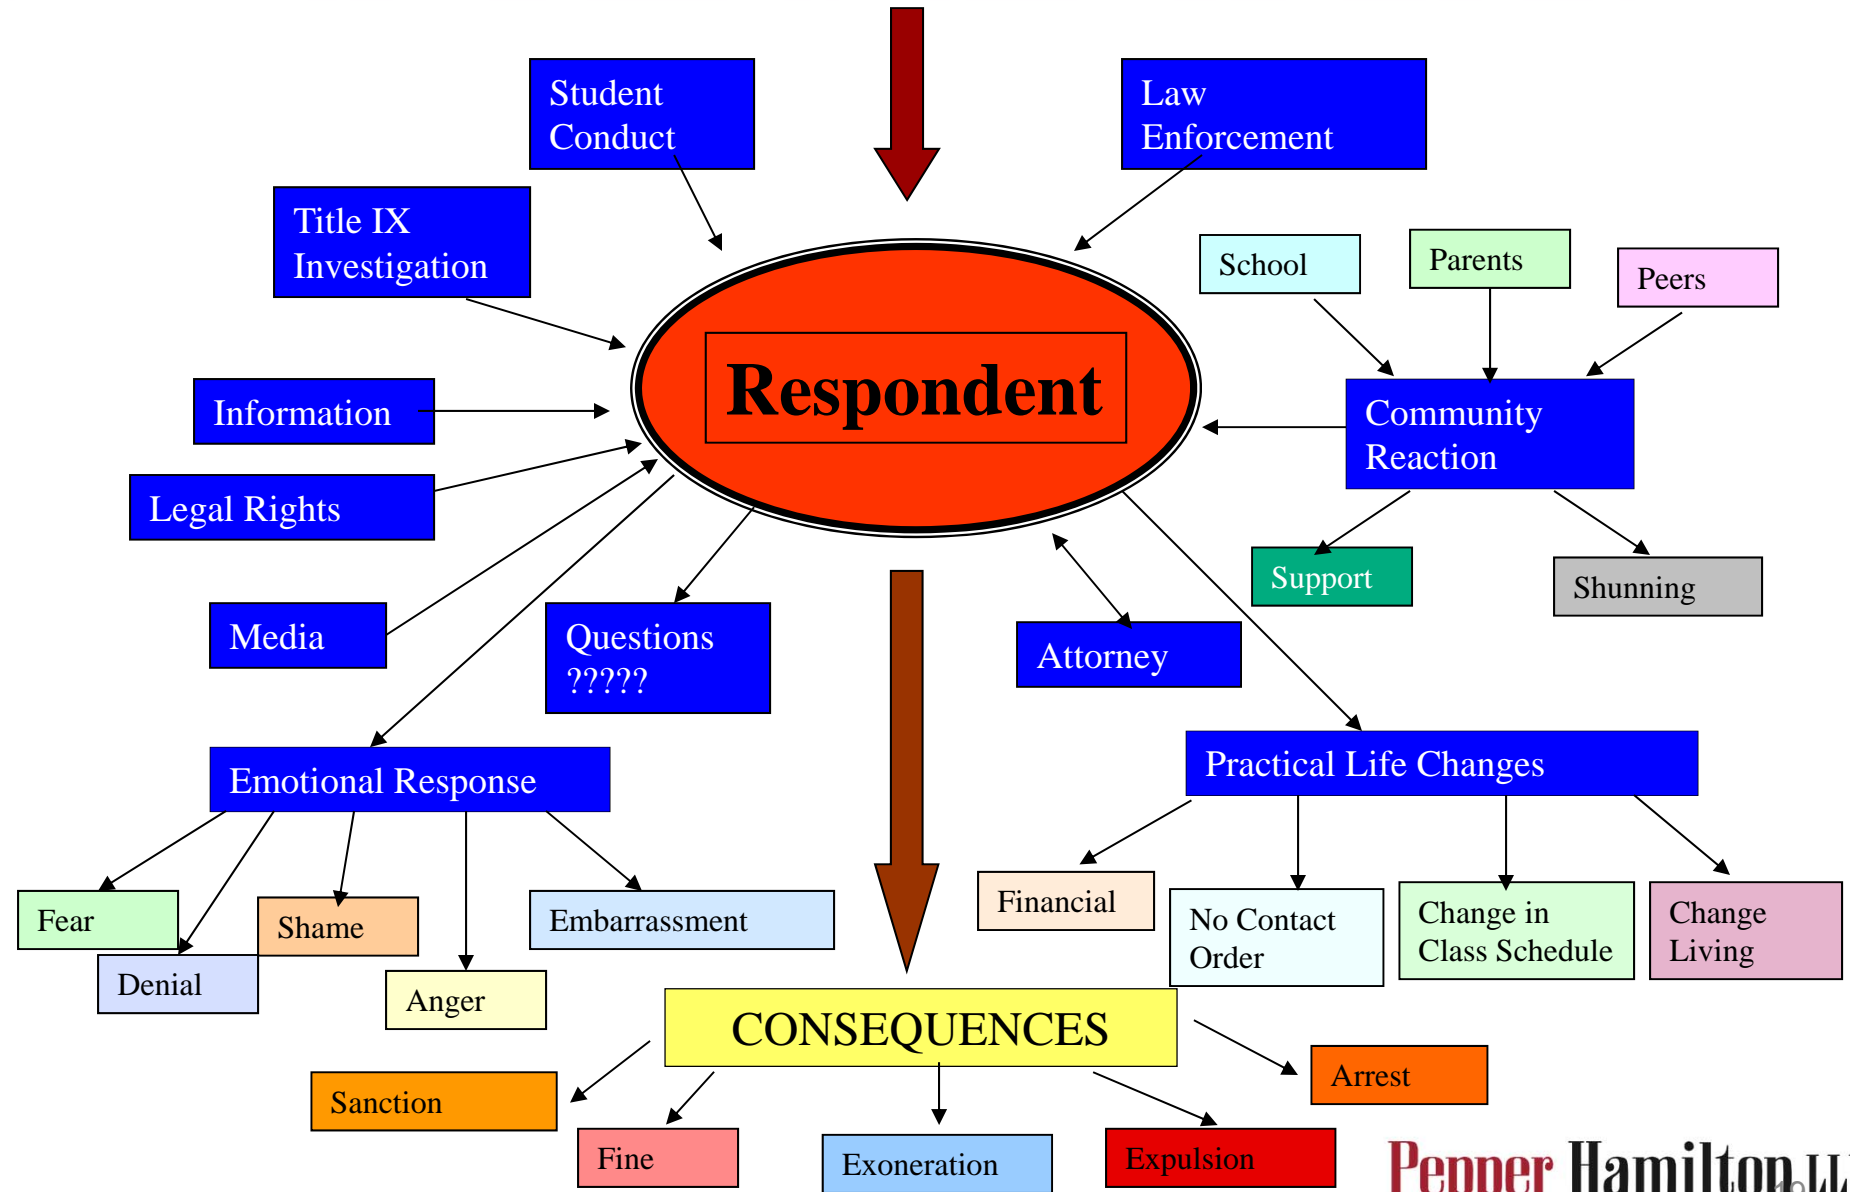 Student
Conduct
Law
Enforcement
Title IX
Investigation
School
Parents
Peers
Respondent
Information
Community
Reaction
Legal Rights
Support
Shunning
Media
Questions
?????
Attorney
Emotional Response
Practical Life Changes
Fear
Denial
Shame
Anger
Embarrassment
Financial
No Contact
Order
Change in
Class Schedule
Change
Living
CONSEQUENCES
Sanction
Fine
Exoneration
Expulsion
Arrest
Pepper Hamilton